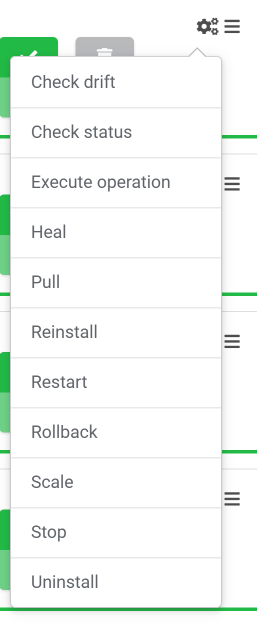 Check drift
Check status
Execute operation
Heal
Pull
Reinstall
Restart
Rollback
Scale
Stop
Uninstall